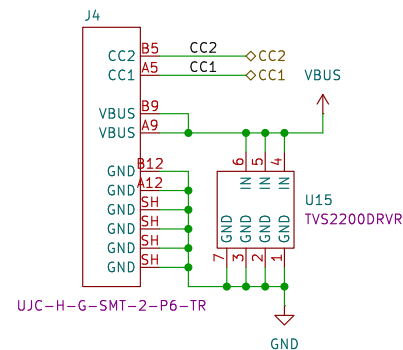 J4
B5 CC2 CC2 CC2
A5 CC1 CC1 CC1
VBUS
B9 VBUS
A9 VBUS
B12 GND
A12 GND
SH GND
SH GND
SH GND
SH GND
6 5 4
IN IN IN
U15
TVS2200DRVR
GND GND GND GND
7 3 2 1
UJC-H-G-SMT-2-P6-TR
GND